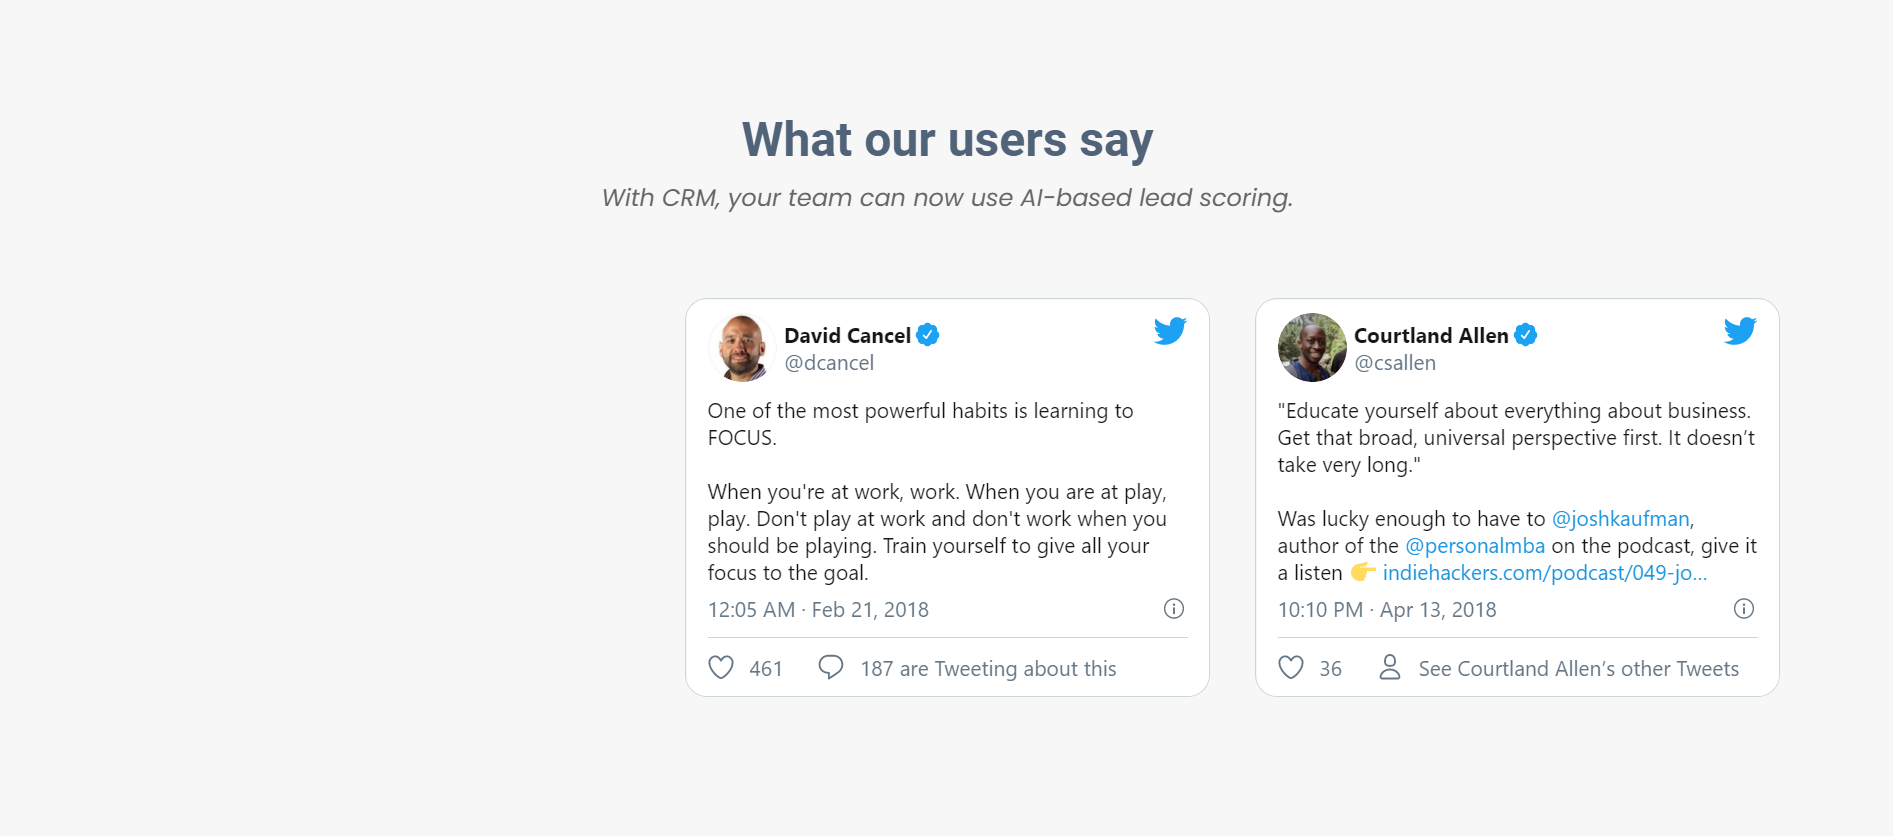 What our users say
With CRM, your team can now use AI-based lead scoring.
David Cancel
@dcancel
One of the most powerful habits is learning to
FOCUS.
When you're at work, work. When you are at play,
play. Don't play at work and don't work when you
should be playing. Train yourself to give all your
focus to the goal.
12:05 AM · Feb 21, 2018
461
187 are Tweeting about this
Courtland Allen
@csallen
"Educate yourself about everything about business.
Get that broad, universal perspective first. It doesn’t
take very long."
Was lucky enough to have to @joshkaufman,
author of the @personalmba on the podcast, give it
a listen 👉 indiehackers.com/podcast/049-jo…
10:10 PM · Apr 13, 2018
36
See Courtland Allen’s other Tweets